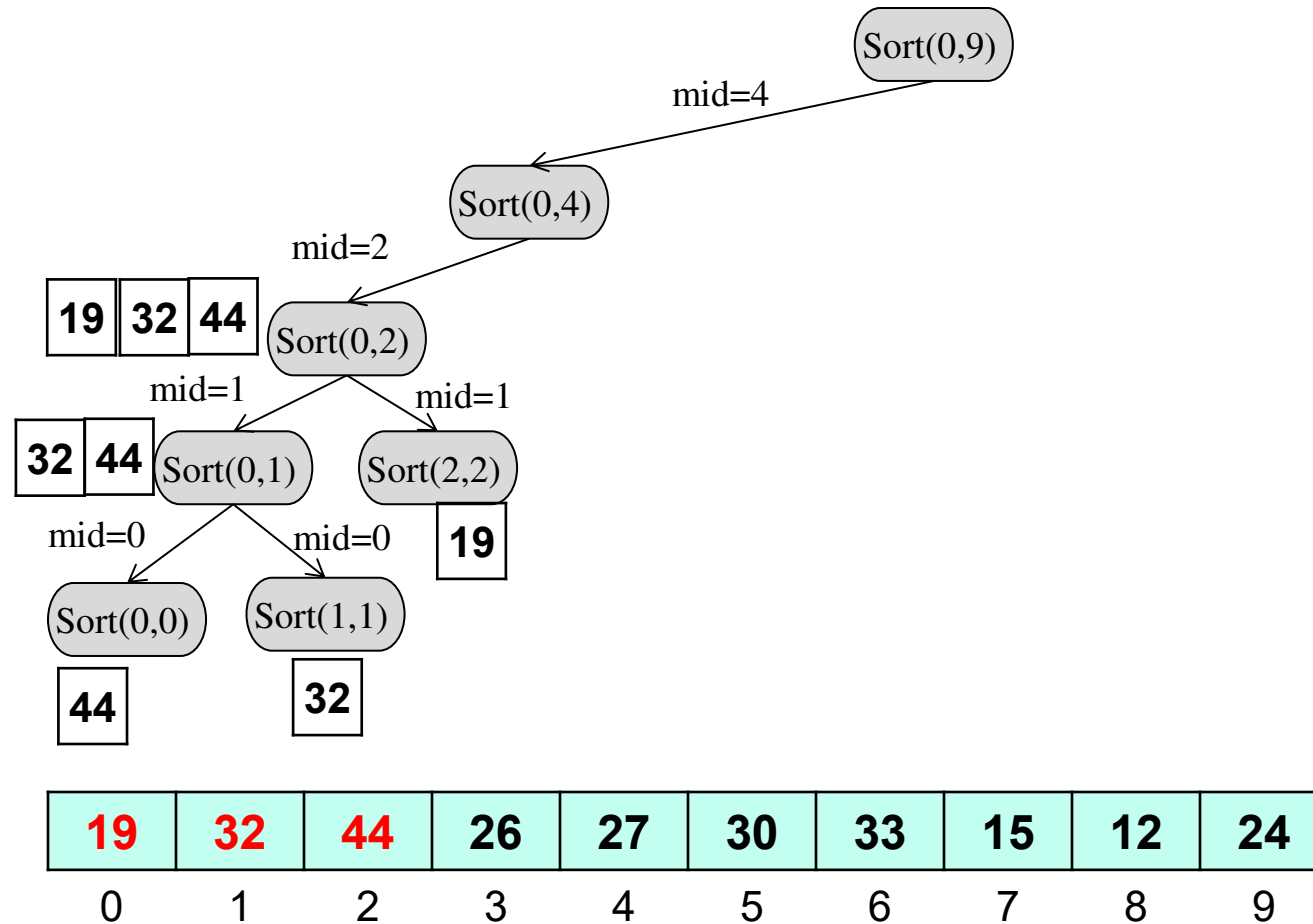 Sort(0,9)
mid=4
Sort(0,4)
mid=2
19 32 44
Sort(0,2)
mid=1 mid=1
32 44
Sort(0,1) Sort(2,2)
mid=0 mid=0 19
Sort(0,0) Sort(1,1)
44 32
19 32 44 26 27 30 33 15 12 24
0 1 2 3 4 5 6 7 8 9